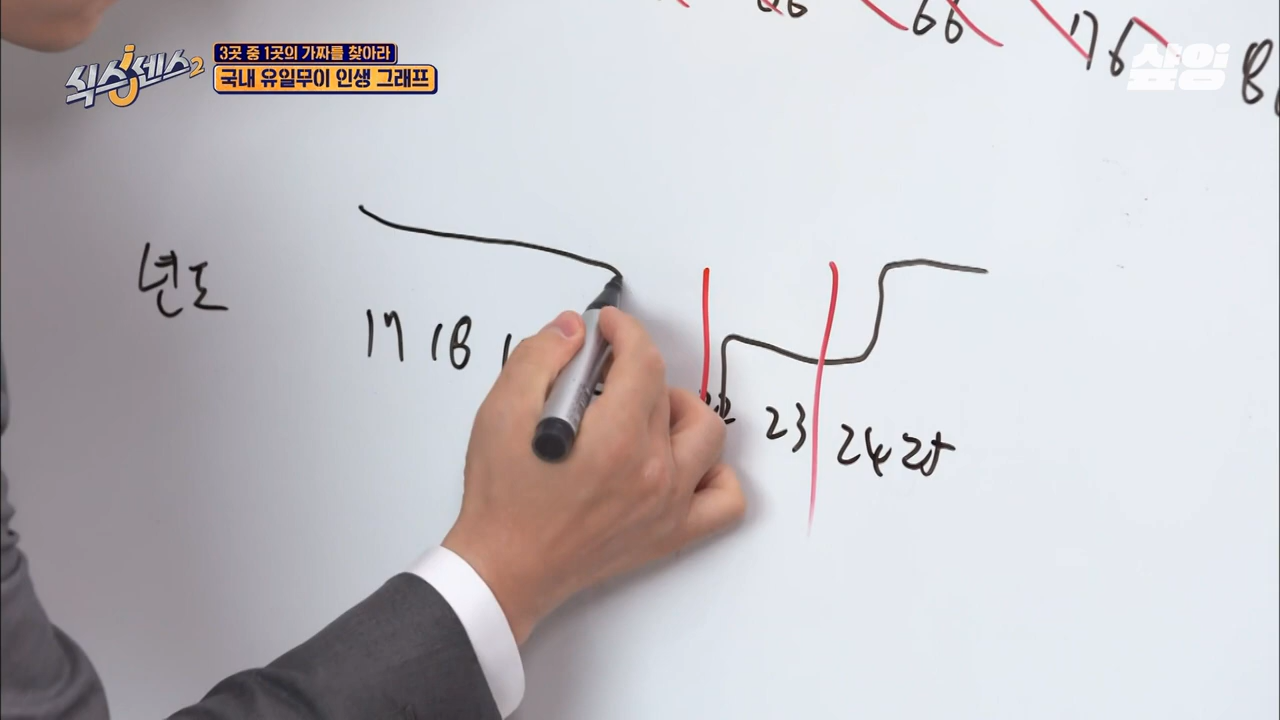 식스센스2
3곳 중 1곳의 가짜를 찾아라
국내 유일무이 인생 그래프
샾잉
66 76
년도
17 18
22 23 24 25